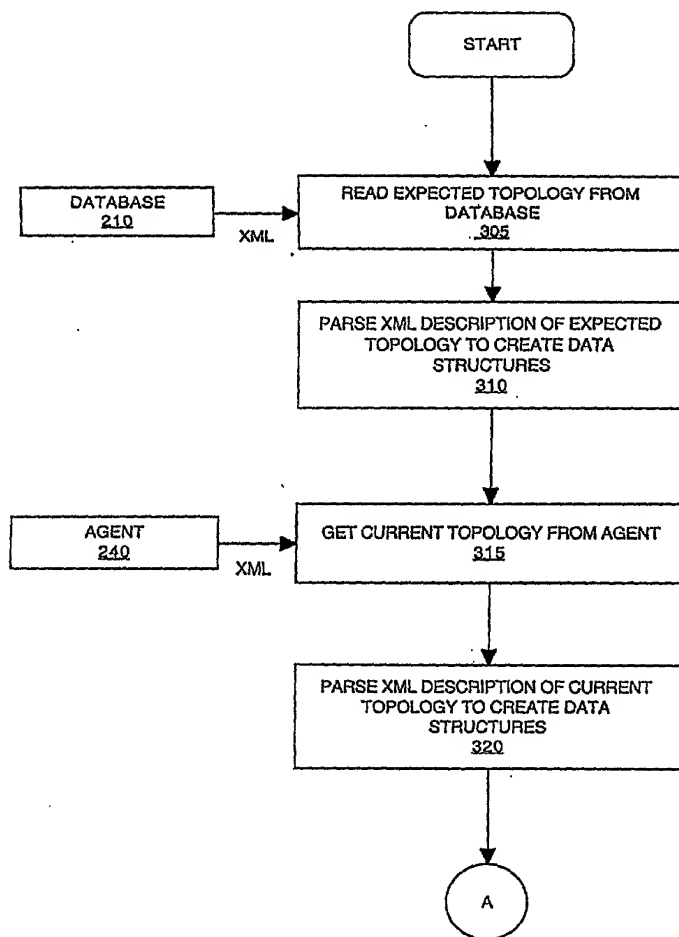 START
DATABASE
210
XML
READ EXPECTED TOPOLOGY FROM
DATABASE
305
PARSE XML DESCRIPTION OF EXPECTED
TOPOLOGY TO CREATE DATA
STRUCTURES
310
AGENT
240
XML
GET CURRENT TOPOLOGY FROM AGENT
315
PARSE XML DESCRIPTION OF CURRENT
TOPOLOGY TO CREATE DATA
STRUCTURES
320
A